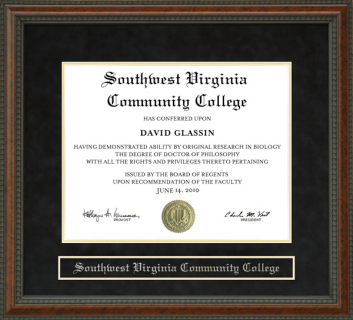 Southwest Virginia
Community College
HAS CONFERRED UPON
DAVID GLASSIN
HAVING DEMONSTRATED ABILITY BY ORIGINAL RESEARCH IN BIOLOGY
THE DEGREE OF DOCTOR OF PHILOSOPHY
WITH ALL THE RIGHTS AND PRIVILEGES THERETO PERTAINING
ISSUED BY THE BOARD OF REGENTS
UPON RECOMMENDATION OF THE FACULTY
JUNE 14, 2010
PROVOST
PRESIDENT
Southwest Virginia Community College